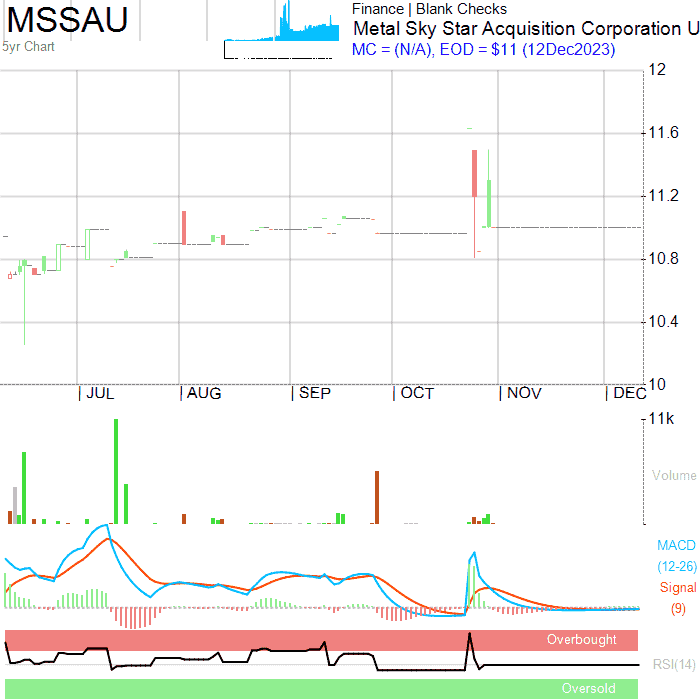 MSSAU
5yr Chart
Finance | Blank Checks
Metal Sky Star Acquisition Corporation U
MC = (N/A), EOD = $11 (12Dec2023)
12
11.6
11.2
10.8
10.4
10
| JUL | AUG | SEP | OCT | NOV | DEC
11k
Volume
MACD
(12-26)
Signal
(9)
Overbought
RSI(14)
Oversold